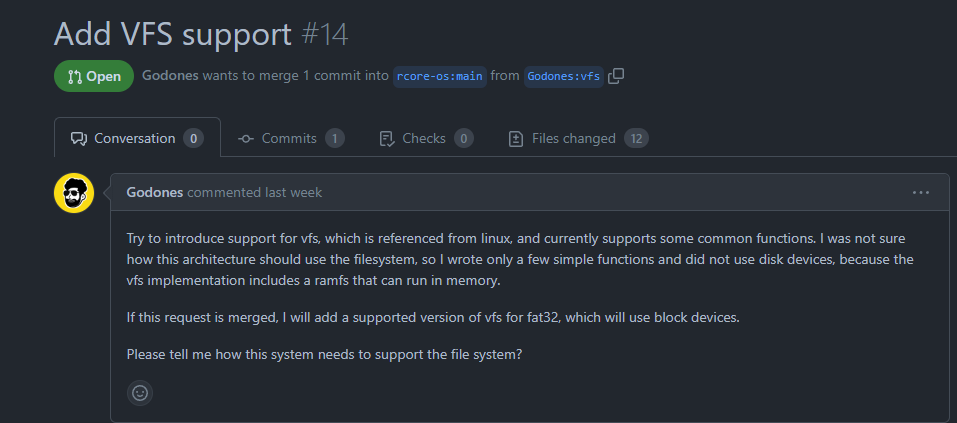 Add VFS support #14
Open Godones wants to merge 1 commit into rcore-os:main from Godones:vfs
Conversation 0 Commits 1 Checks 0 Files changed 12
Godones commented last week
Try to introduce support for vfs, which is referenced from linux, and currently supports some common functions. I was not sure
how this architecture should use the filesystem, so I wrote only a few simple functions and did not use disk devices, because the
vfs implementation includes a ramfs that can run in memory.
If this request is merged, I will add a supported version of vfs for fat32, which will use block devices.
Please tell me how this system needs to support the file system?